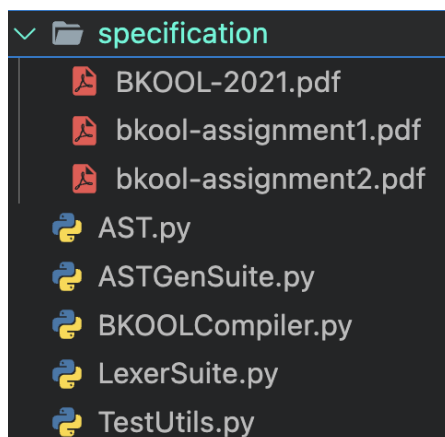 specification
BKOOL-2021.pdf
bkool-assignment1.pdf
bkool-assignment2.pdf
AST.py
ASTGenSuite.py
BKOOLCompiler.py
LexerSuite.py
TestUtils.py